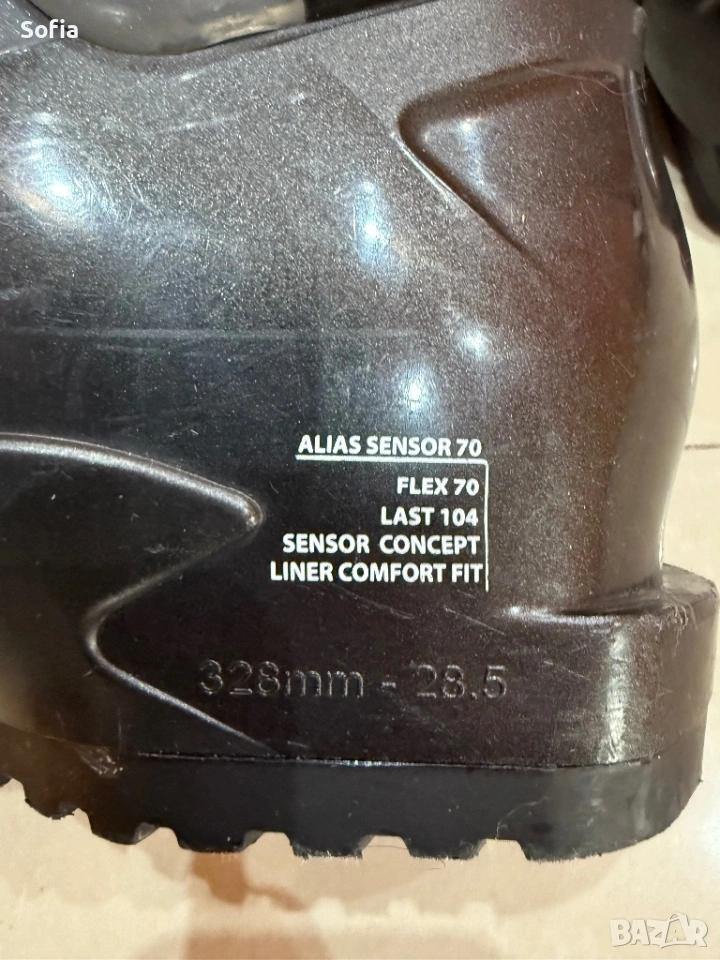 Sofia
ALIAS SENSOR 70
FLEX 70
LAST 104
SENSOR CONCEPT
LINER COMFORT FIT
328mm - 28.5
BAZAR